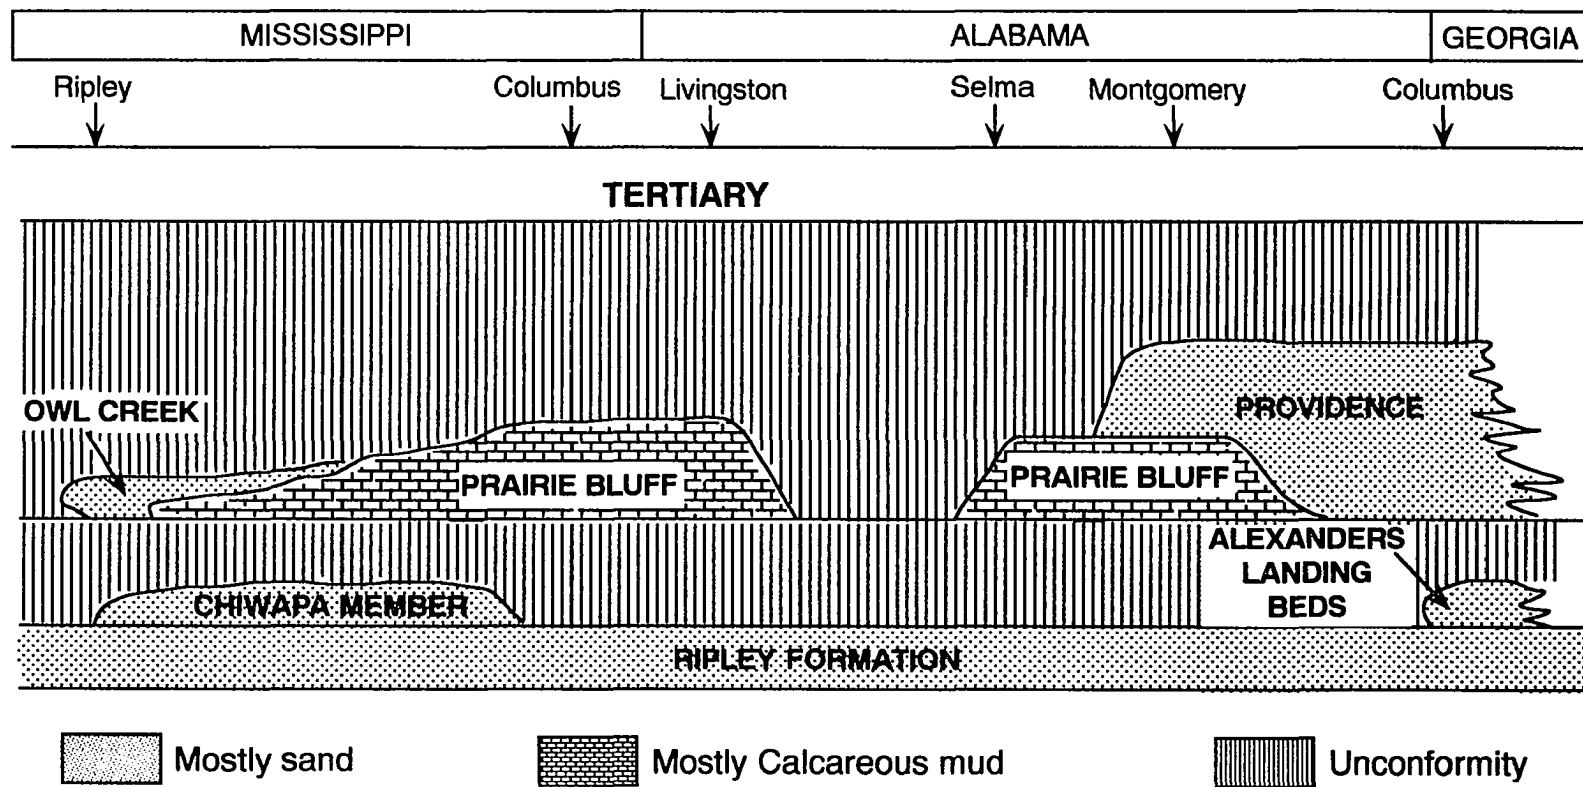 MISSISSIPPI ALABAMA GEORGIA
Ripley Columbus Livingston Selma Montgomery Columbus
TERTIARY
OWL CREEK
PROVIDENCE
PRAIRIE BLUFF
PRAIRIE BLUFF
ALEXANDERS
LANDING
BEDS
CHIWAPA MEMBER
RIPLEY FORMATION
Mostly sand Mostly Calcareous mud Unconformity